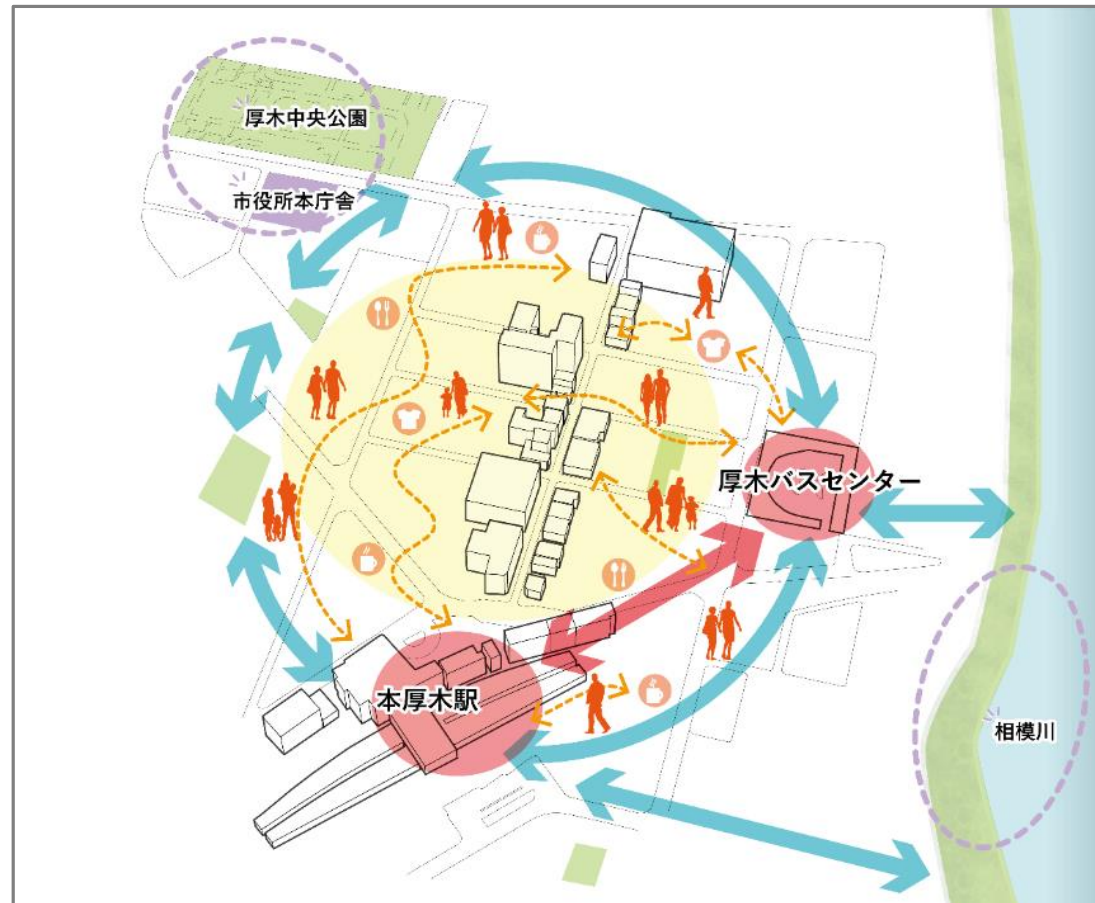 厚木中央公園
市役所本庁舎
厚木バスセンター
本厚木駅
相模川